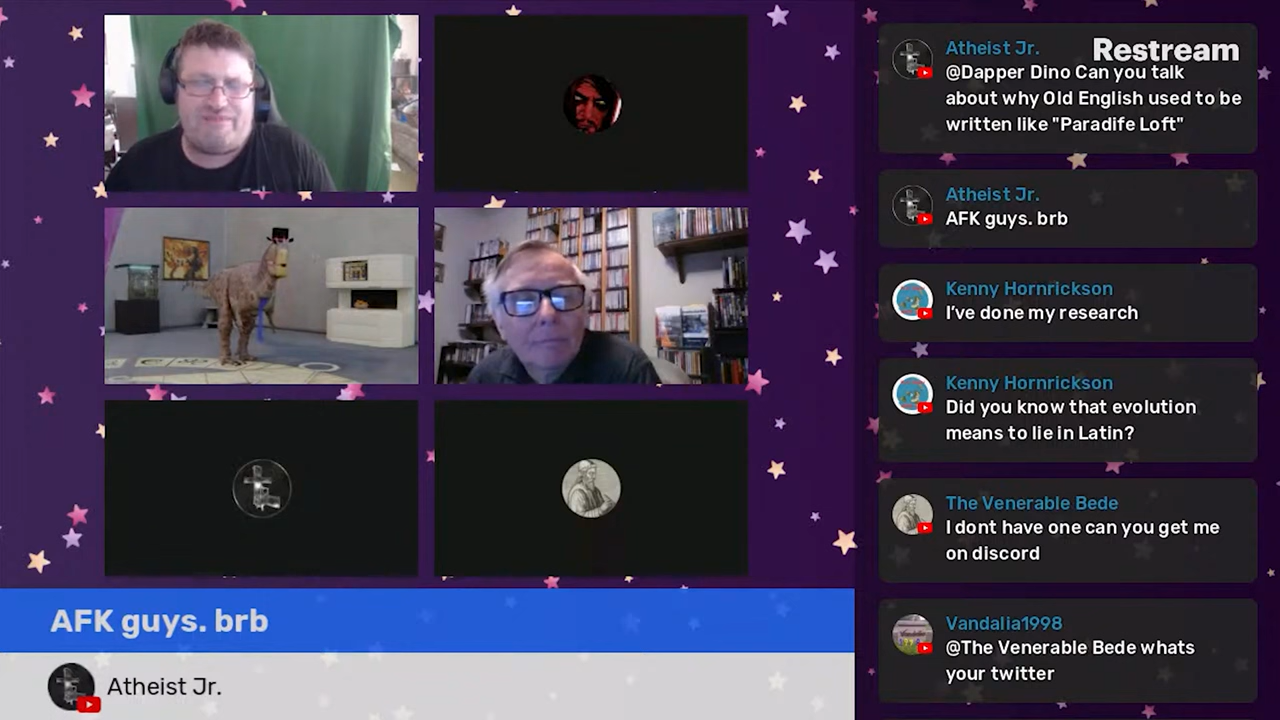 Restream
Atheist Jr.
@Dapper Dino Can you talk
about why Old English used to be
written like "Paradife Loft"
Atheist Jr.
AFK guys. brb
Kenny Hornrickson
I've done my research
Kenny Hornrickson
Did you know that evolution
means to lie in Latin?
The Venerable Bede
I dont have one can you get me
on discord
Vandalia1998
@The Venerable Bede whats
your twitter
AFK guys. brb
Atheist Jr.